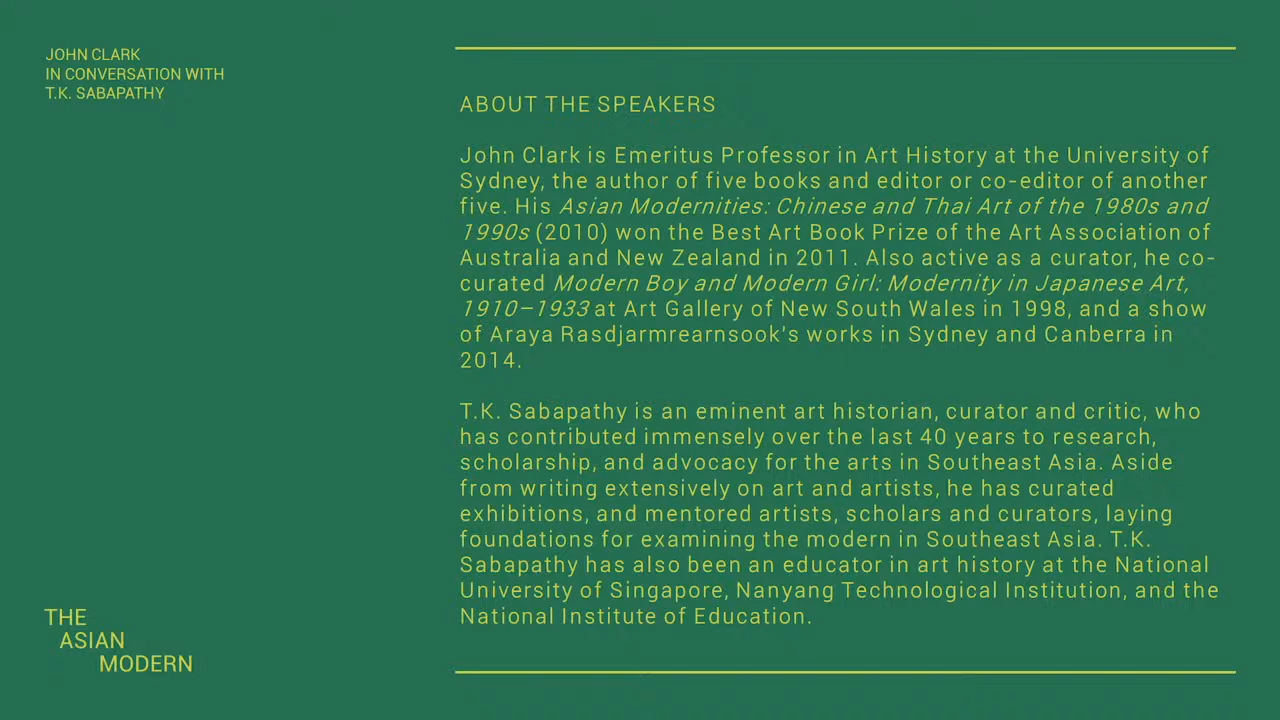 JOHN CLARK
IN CONVERSATION WITH
T.K. SABAPATHY
ABOUT THE SPEAKERS
John Clark is Emeritus Professor in Art History at the University of
Sydney, the author of five books and editor or co-editor of another
five. His Asian Modernities: Chinese and Thai Art of the 1980s and
1990s (2010) won the Best Art Book Prize of the Art Association of
Australia and New Zealand in 2011. Also active as a curator, he co-
curated Modern Boy and Modern Girl: Modernity in Japanese Art,
1910–1933 at Art Gallery of New South Wales in 1998, and a show
of Araya Rasdjarmrearnsook's works in Sydney and Canberra in
2014.
T.K. Sabapathy is an eminent art historian, curator and critic, who
has contributed immensely over the last 40 years to research,
scholarship, and advocacy for the arts in Southeast Asia. Aside
from writing extensively on art and artists, he has curated
exhibitions, and mentored artists, scholars and curators, laying
foundations for examining the modern in Southeast Asia. T.K.
Sabapathy has also been an educator in art history at the National
University of Singapore, Nanyang Technological Institution, and the
National Institute of Education.
THE
ASIAN
MODERN